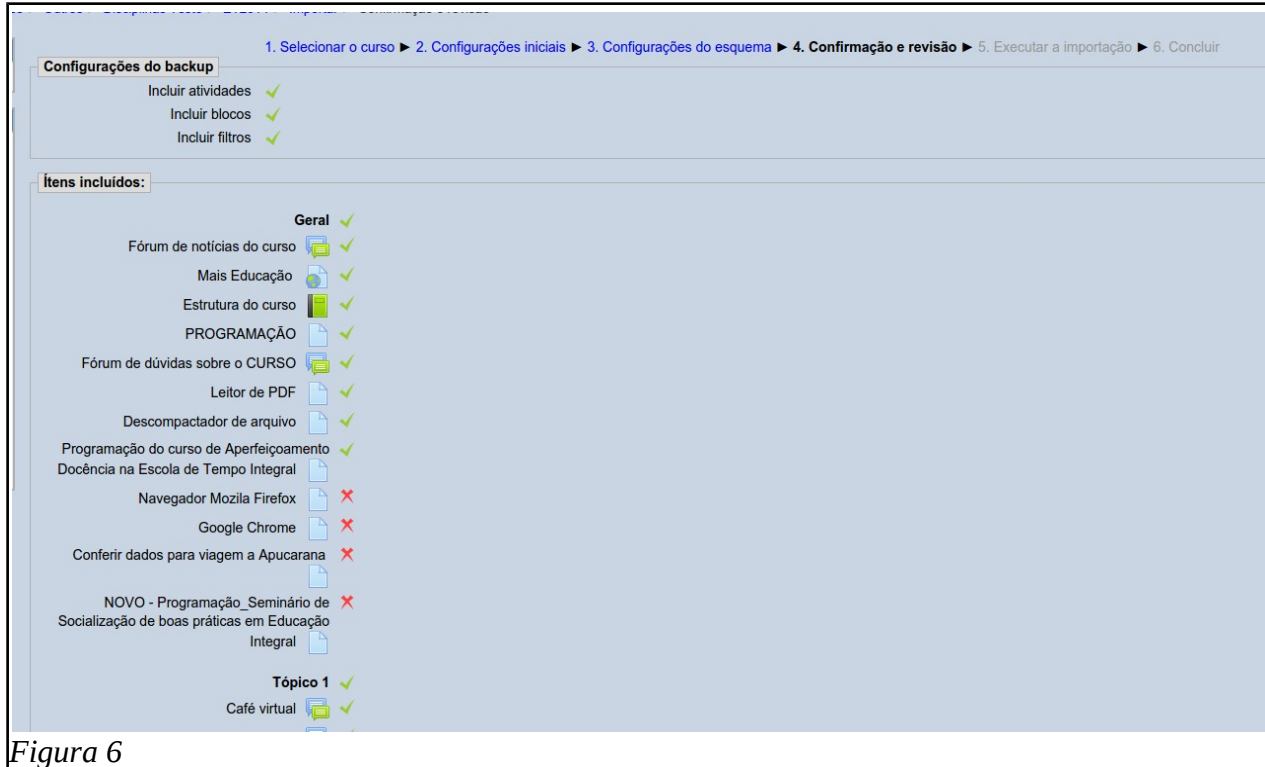 1. Selecionar o curso ► 2. Configurações iniciais ► 3. Configurações do esquema ► 4. Confirmação e revisão ► 5. Executar a importação ► 6. Concluir
Configurações do backup
Incluir atividades
Incluir blocos
Incluir filtros
Ítens incluídos:
Geral
Fórum de notícias do curso
Mais Educação
Estrutura do curso
PROGRAMAÇÃO
Fórum de dúvidas sobre o CURSO
Leitor de PDF
Descompactador de arquivo
Programação do curso de Aperfeiçoamento
Docência na Escola de Tempo Integral
Navegador Mozila Firefox
Google Chrome
Conferir dados para viagem a Apucarana
NOVO - Programação_Seminário de
Socialização de boas práticas em Educação
Integral
Tópico 1
Café virtual
Figura 6